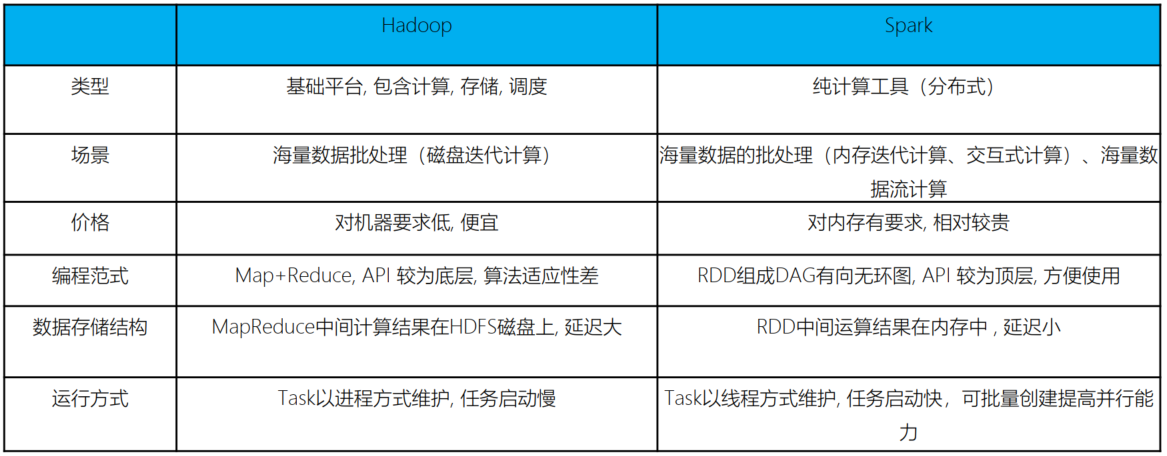 Hadoop
Spark
类型
基础平台, 包含计算, 存储, 调度
纯计算工具（分布式）
场景
海量数据批处理（磁盘迭代计算）
海量数据的批处理（内存迭代计算、交互式计算）、海量数
据流计算
价格
对机器要求低, 便宜
对内存有要求, 相对较贵
编程范式
Map+Reduce, API 较为底层, 算法适应性差
RDD组成DAG有向无环图, API 较为顶层, 方便使用
数据存储结构
MapReduce中间计算结果在HDFS磁盘上, 延迟大
RDD中间运算结果在内存中 , 延迟小
运行方式
Task以进程方式维护, 任务启动慢
Task以线程方式维护, 任务启动快，可批量创建提高并行能
力